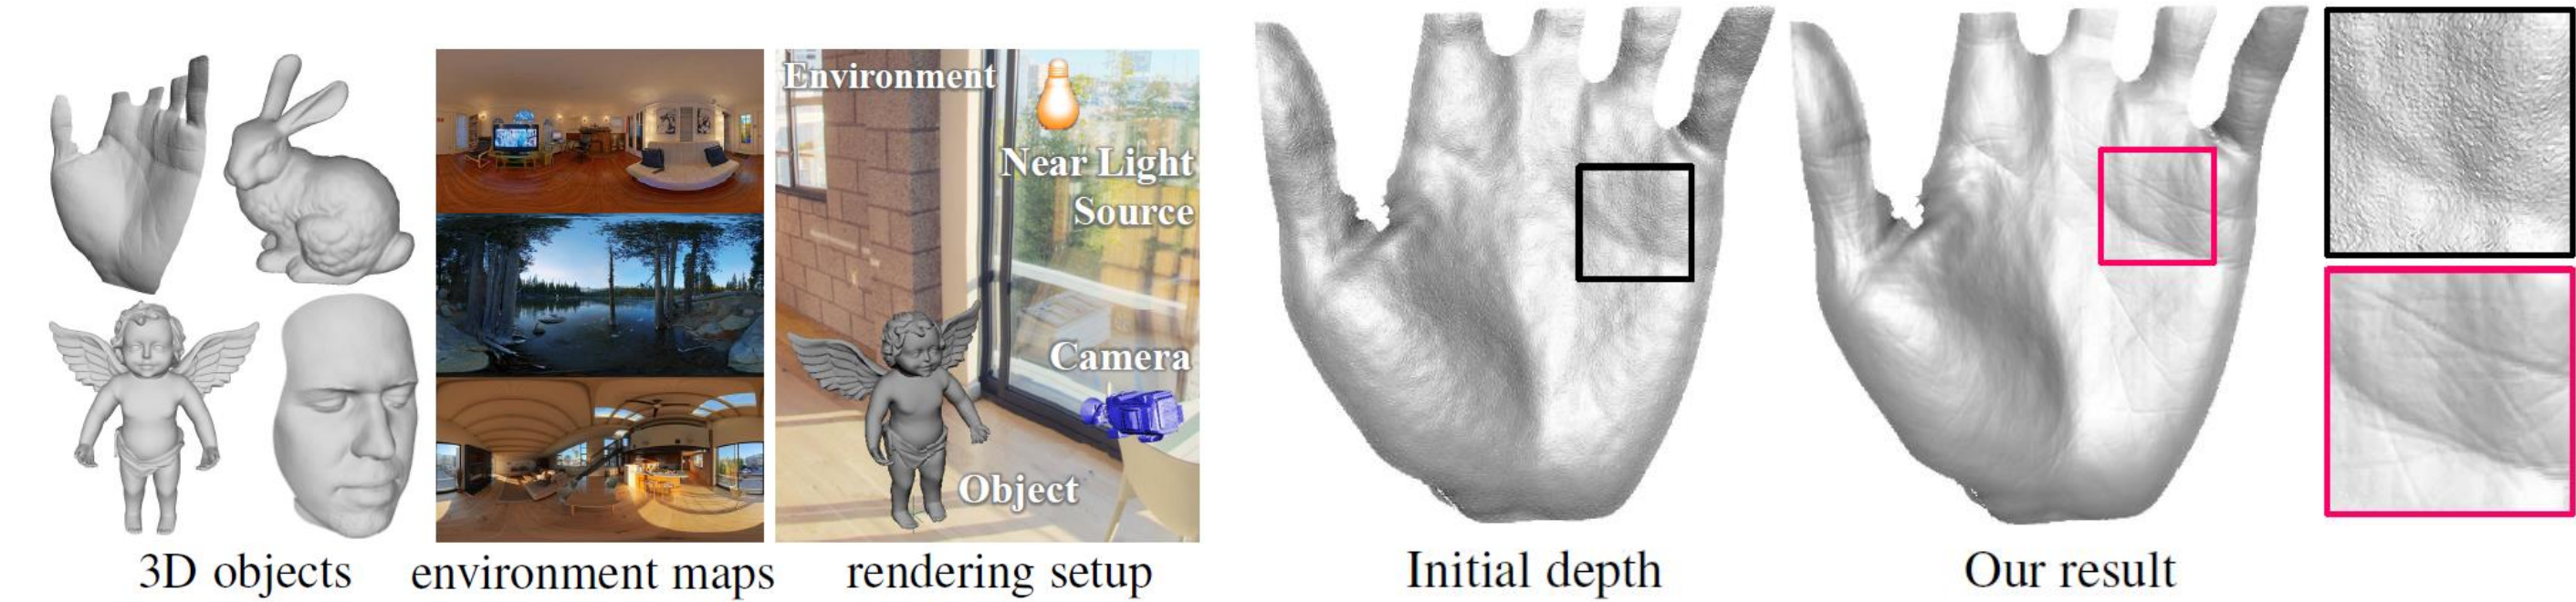 Environment
Near Light
Source
Camera
Object
3D objects
environment maps
rendering setup
Initial depth
Our result